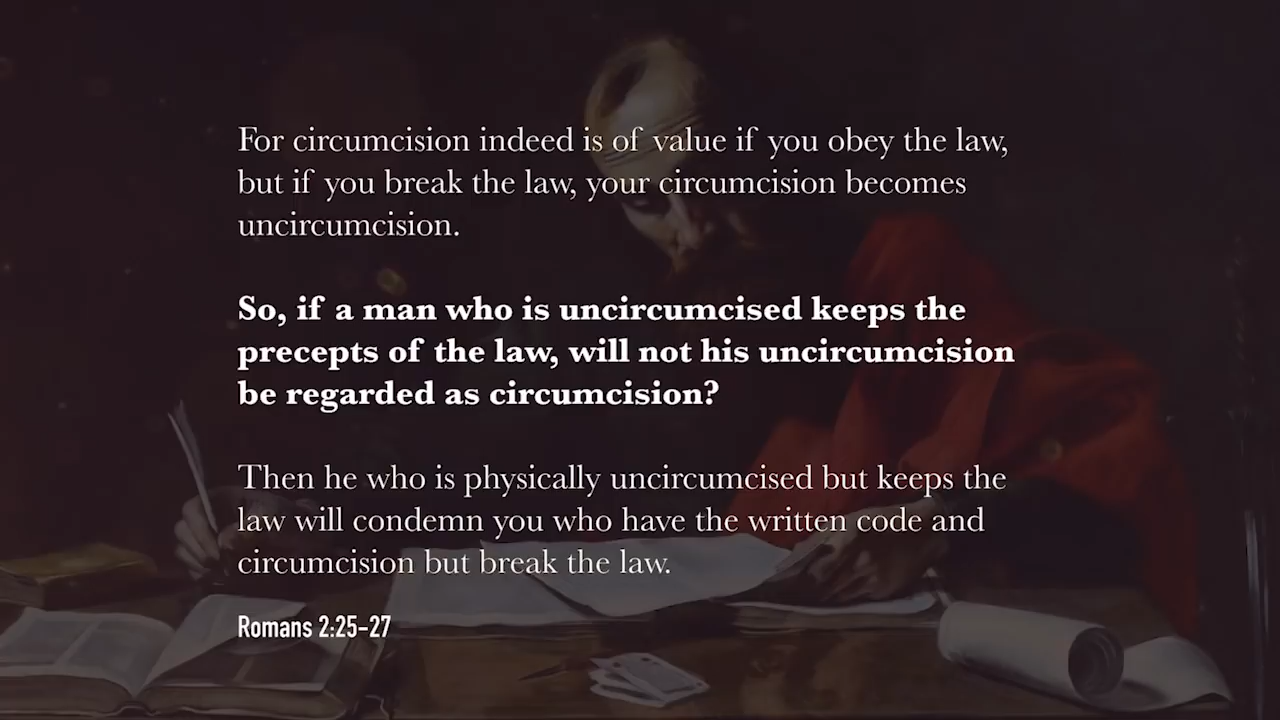 For circumcision indeed is of value if you obey the law,
but if you break the law, your circumcision becomes
uncircumcision.
So, if a man who is uncircumcised keeps the
precepts of the law, will not his uncircumcision
be regarded as circumcision?
Then he who is physically uncircumcised but keeps the
law will condemn you who have the written code and
circumcision but break the law.
Romans 2:25-27